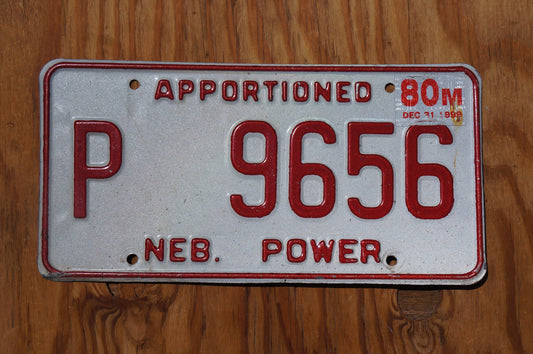 APPORTIONED
80M
DEC 31 1999
P 9656
NEB. POWER